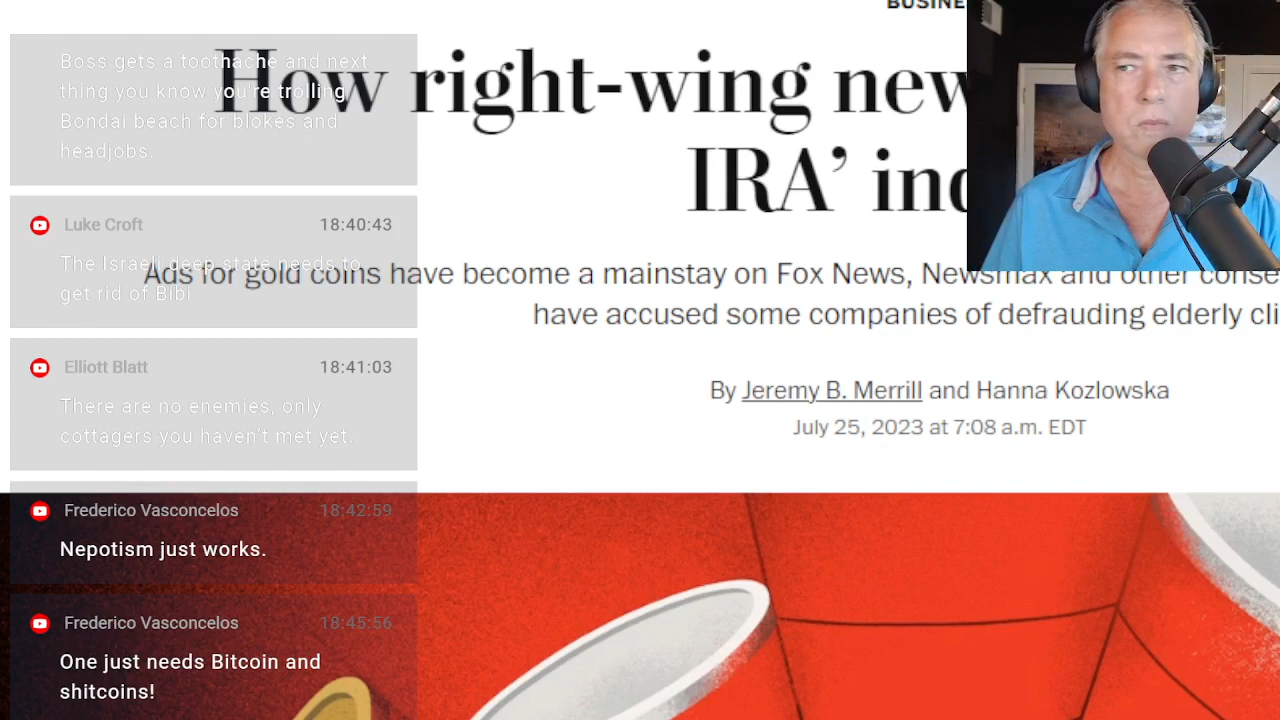 BUSINE
How right-wing new
IRA’ ind
Ads for gold coins have become a mainstay on Fox News, Newsmax and other conse
have accused some companies of defrauding elderly cli
By Jeremy B. Merrill and Hanna Kozlowska
July 25, 2023 at 7:08 a.m. EDT
Boss gets a toothache and next
thing you know you're trolling
Bondai beach for blokes and
headjobs.
Luke Croft 18:40:43
The Israeli deep state needs to
get rid of Bibi
Elliott Blatt 18:41:03
There are no enemies, only
cottagers you haven't met yet.
Frederico Vasconcelos 18:42:59
Nepotism just works.
Frederico Vasconcelos 18:45:56
One just needs Bitcoin and
shitcoins!